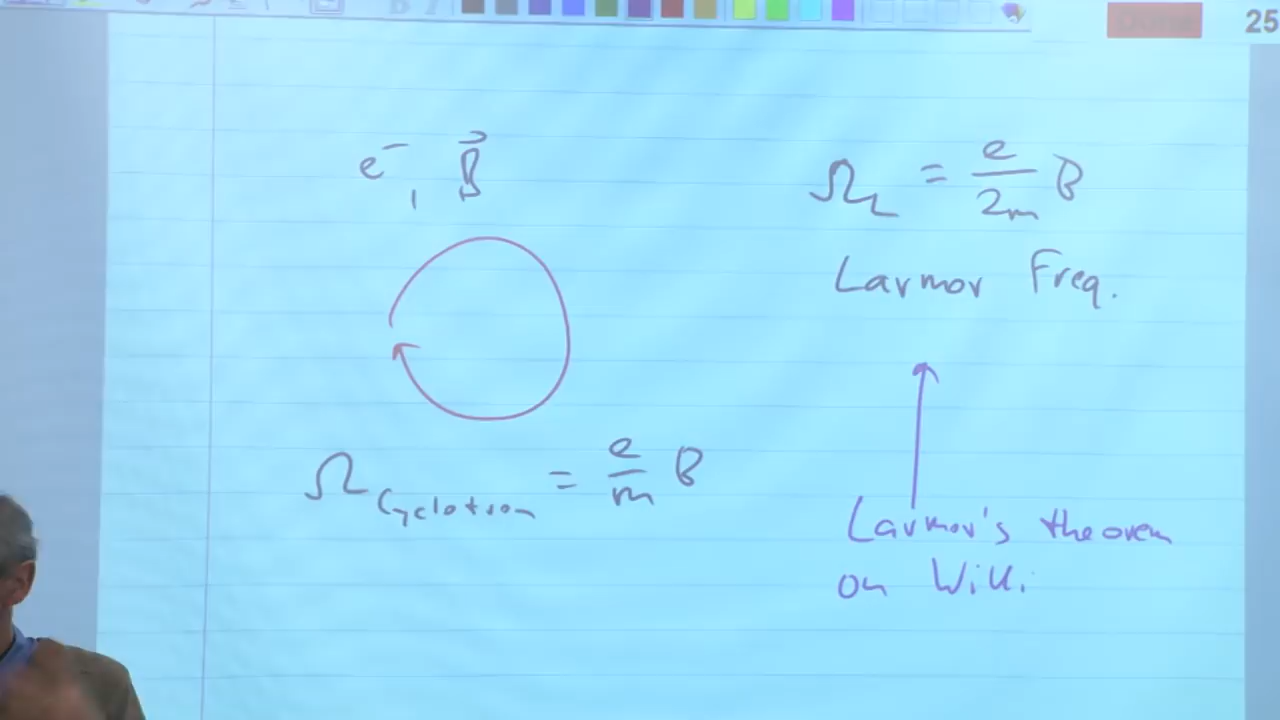 e⁻, B⃗
Ω_L = e/2m B
Larmor Freq.
Ω_Cyclotron = e/m B
Larmor's theorem
on Wiki
25